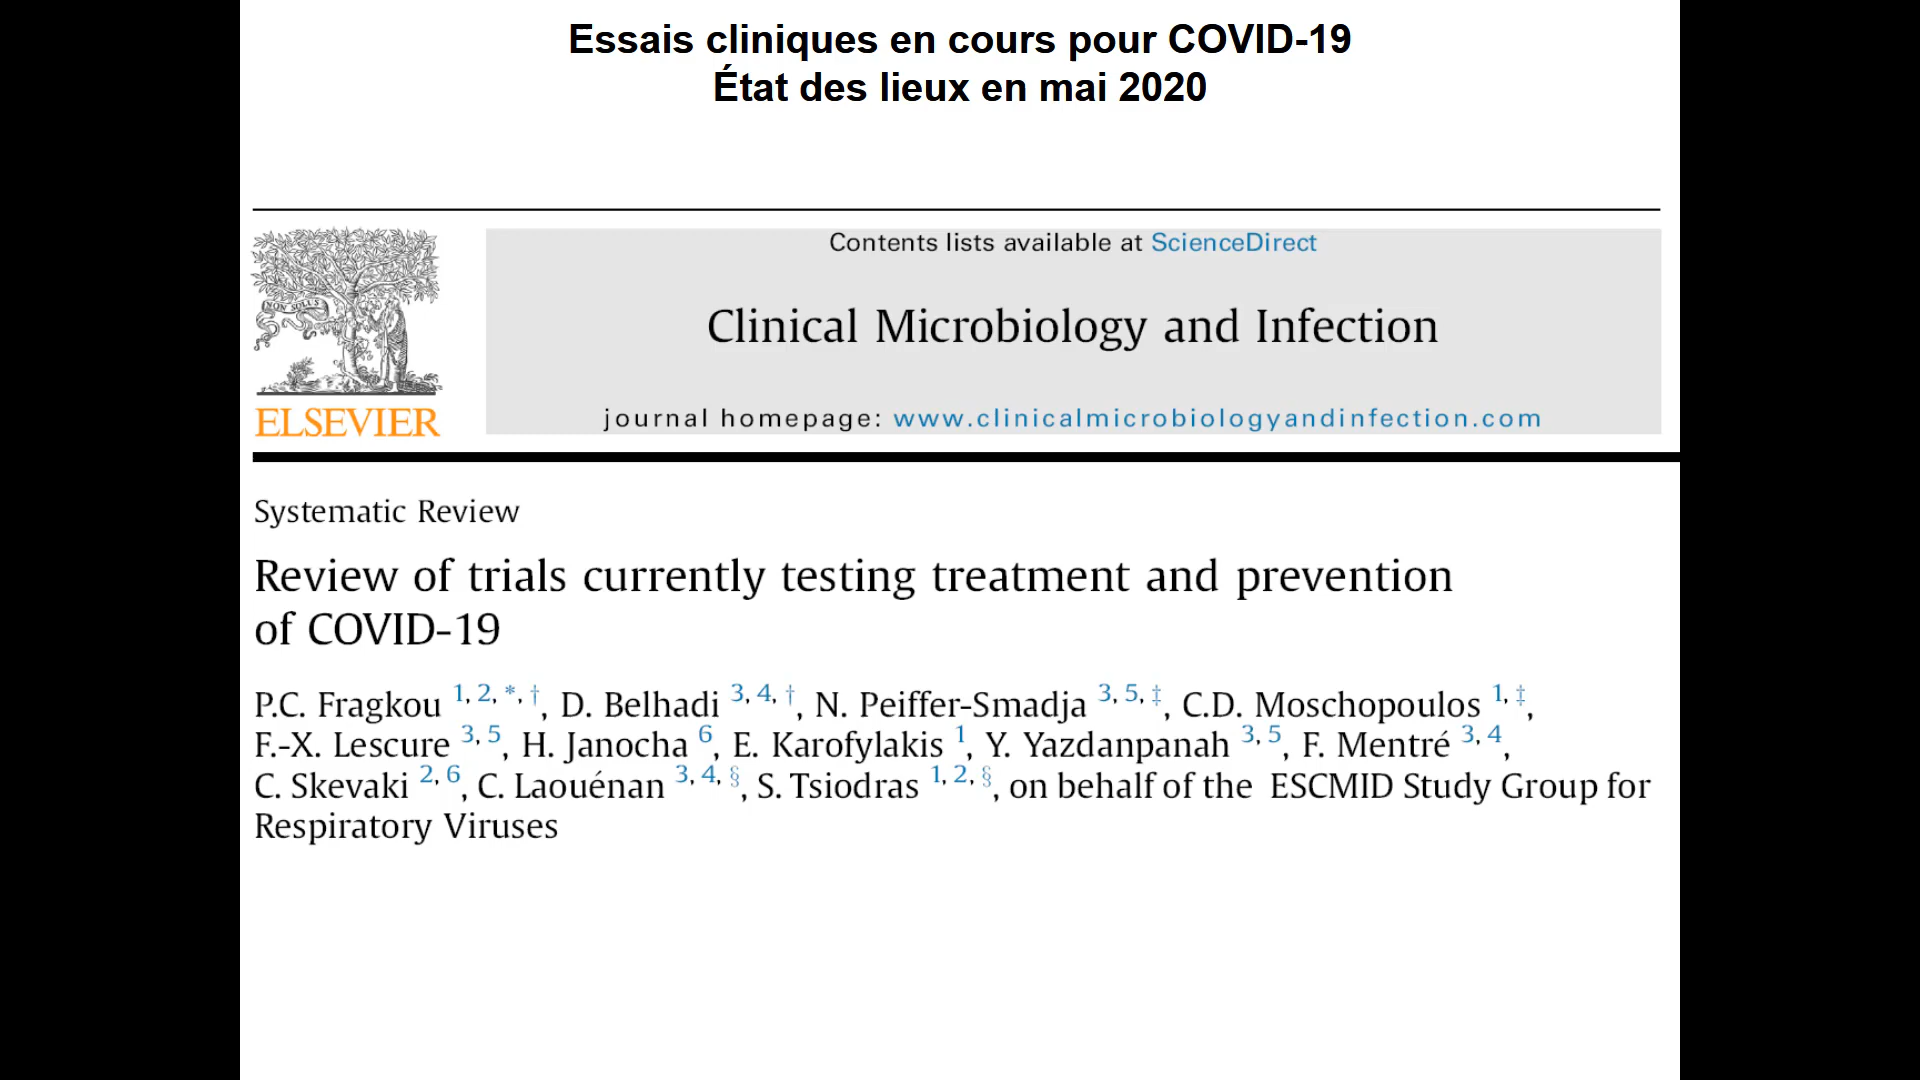 Essais cliniques en cours pour COVID-19
État des lieux en mai 2020
Contents lists available at ScienceDirect
Clinical Microbiology and Infection
journal homepage: www.clinicalmicrobiologyandinfection.com
NON SOLUS
ELSEVIER
Systematic Review
Review of trials currently testing treatment and prevention
of COVID-19
P.C. Fragkou 1, 2, *, †, D. Belhadi 3, 4, †, N. Peiffer-Smadja 3, 5, ‡, C.D. Moschopoulos 1, ‡,
F.-X. Lescure 3, 5, H. Janocha 6, E. Karofylakis 1, Y. Yazdanpanah 3, 5, F. Mentré 3, 4,
C. Skevaki 2, 6, C. Laouénan 3, 4, §, S. Tsiodras 1, 2, §, on behalf of the ESCMID Study Group for
Respiratory Viruses